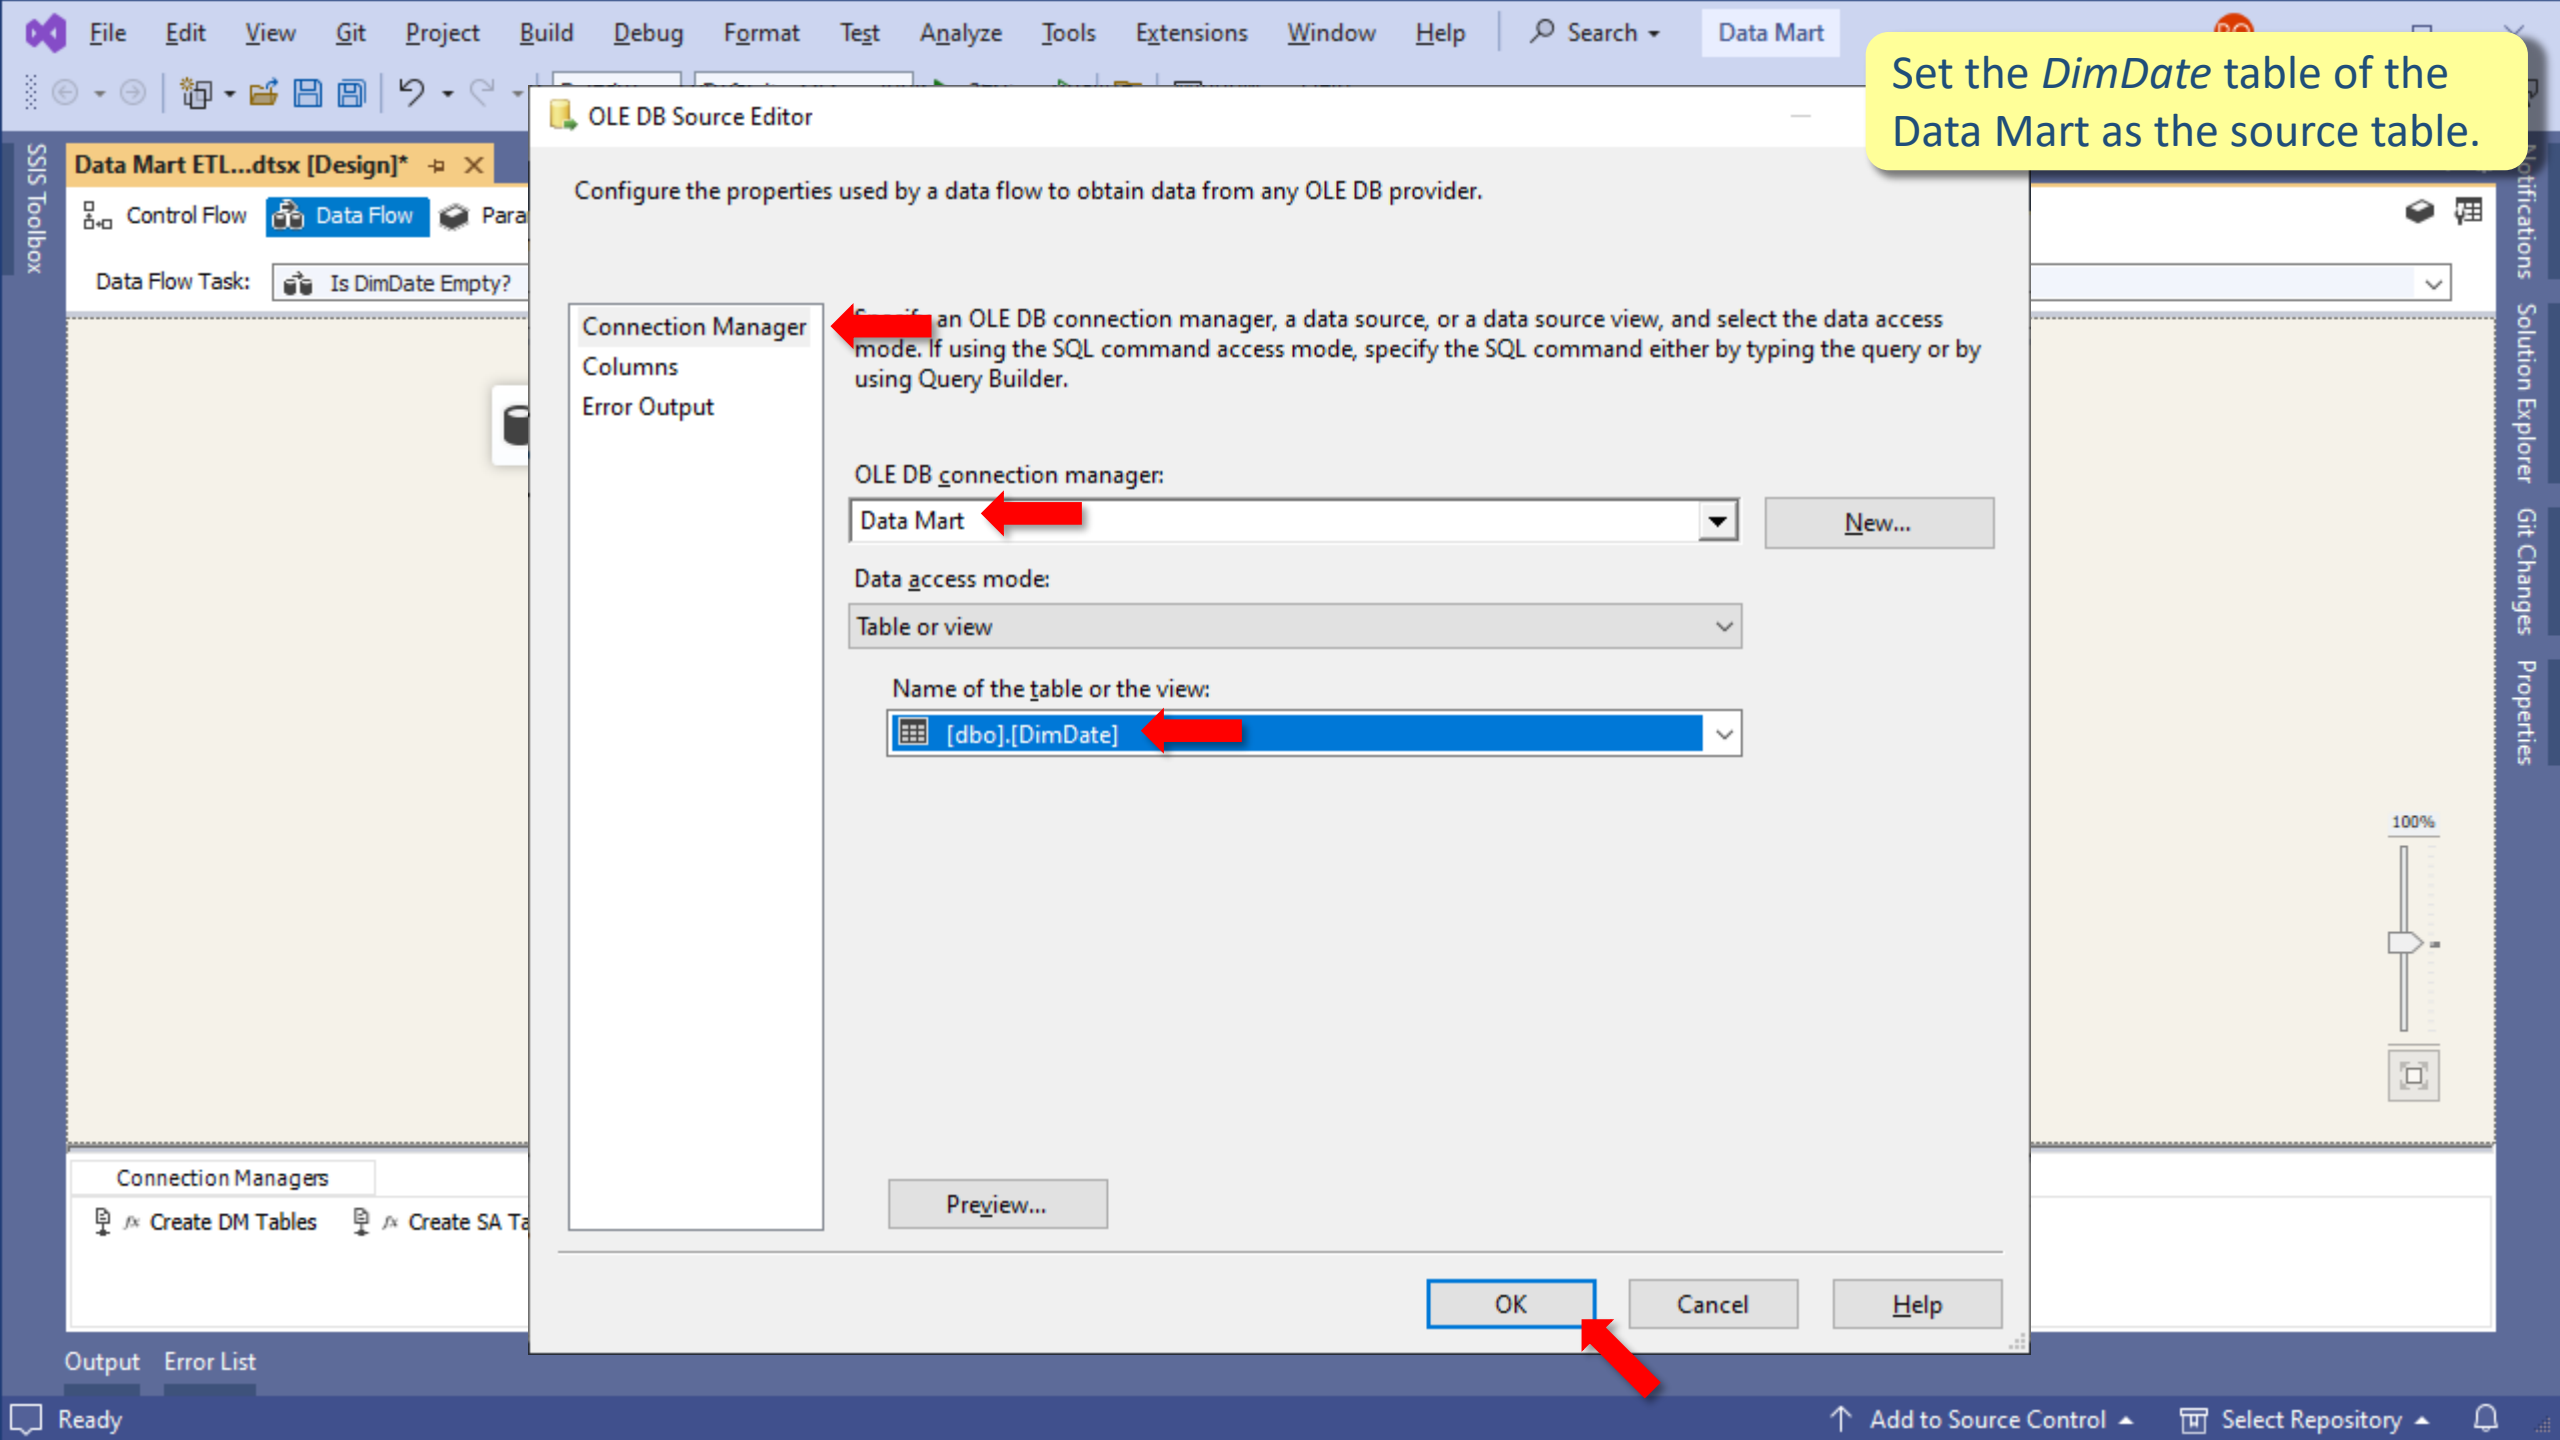 File Edit View Git Project Build Debug Format Test Analyze Tools Extensions Window Help Search Data Mart
Set the DimDate table of the
Data Mart as the source table.
OLE DB Source Editor
SSIS Toolbox
Data Mart ETL...dtsx [Design]*
Configure the properties used by a data flow to obtain data from any OLE DB provider.
Control Flow Data Flow Para
Data Flow Task: Is DimDate Empty?
Connection Manager
Columns
Error Output
an OLE DB connection manager, a data source, or a data source view, and select the data access
mode. If using the SQL command access mode, specify the SQL command either by typing the query or by
using Query Builder.
OLE DB connection manager:
Data Mart
New...
Data access mode:
Table or view
Name of the table or the view:
[dbo].[DimDate]
Preview...
OK Cancel Help
Notifications
Solution Explorer
Git Changes
Properties
100%
Connection Managers
Create DM Tables Create SA Ta
Output Error List
Ready
Add to Source Control Select Repository